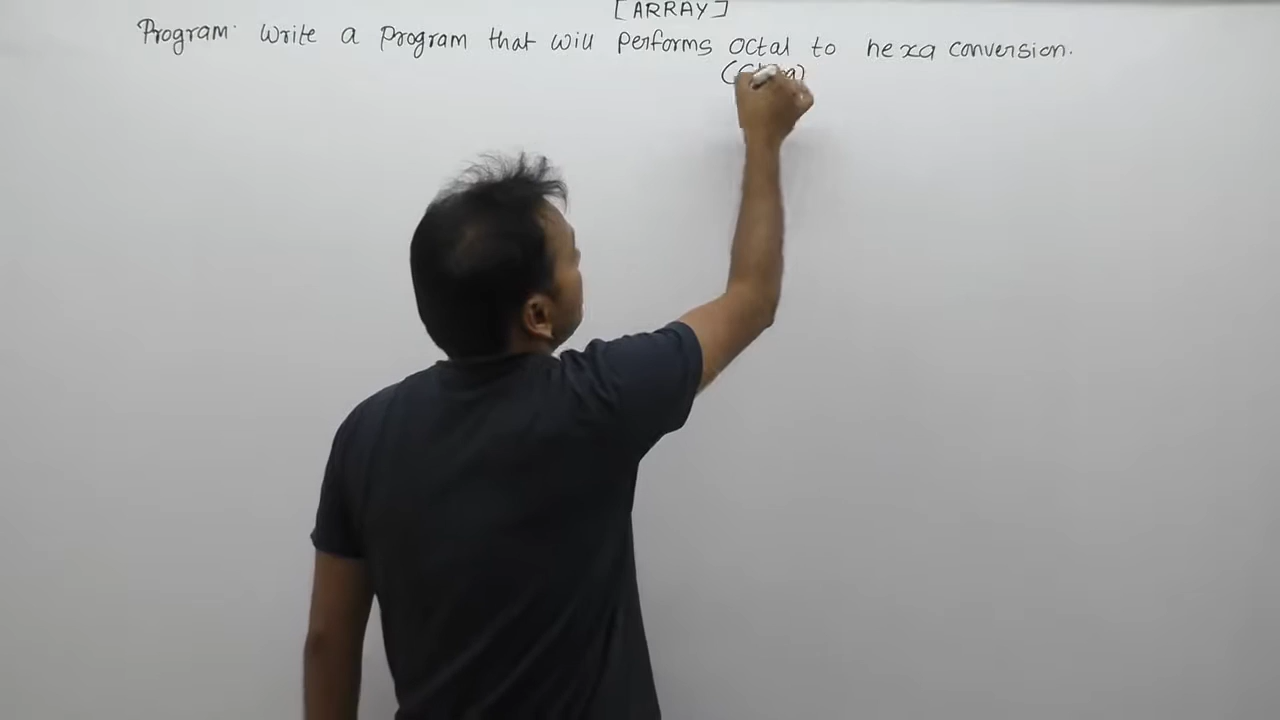 [ARRAY]
Program. Write a program that will performs octal to hexa conversion.